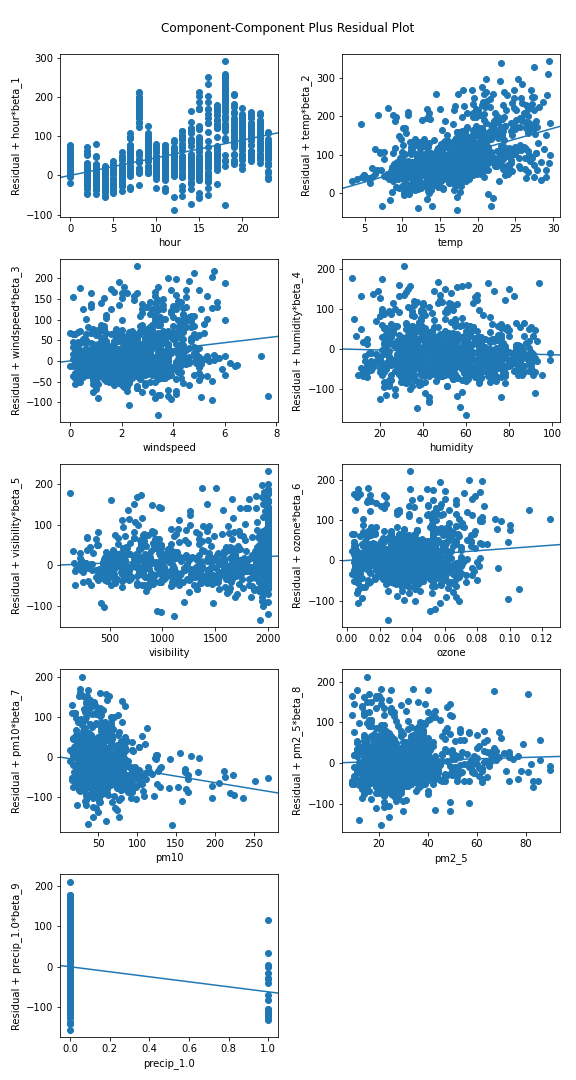 Component-Component Plus Residual Plot
Residual + hour*beta_1
300
200
100
0
−100
0 5 10 15 20
hour
Residual + temp*beta_2
300
200
100
0
5 10 15 20 25 30
temp
Residual + windspeed*beta_3
200
150
100
50
0
−50
−100
0 2 4 6 8
windspeed
Residual + humidity*beta_4
200
100
0
−100
20 40 60 80 100
humidity
Residual + visibility*beta_5
200
100
0
−100
500 1000 1500 2000
visibility
Residual + ozone*beta_6
200
100
0
−100
0.00 0.02 0.04 0.06 0.08 0.10 0.12
ozone
Residual + pm10*beta_7
200
100
0
−100
50 100 150 200 250
pm10
Residual + pm2_5*beta_8
200
100
0
−100
20 40 60 80
pm2_5
Residual + precip_1.0*beta_9
200
100
0
−100
0.0 0.2 0.4 0.6 0.8 1.0
precip_1.0